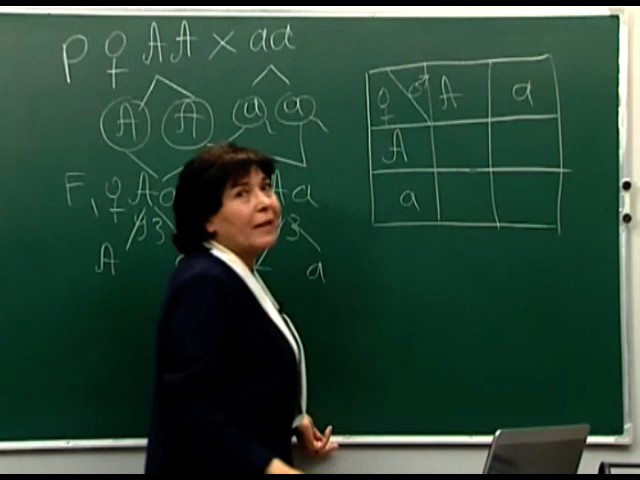 P ♀ AA × aa
A A a a
F₁ ♀ Aa Aa
A a
♀ ♂ A a
A
a